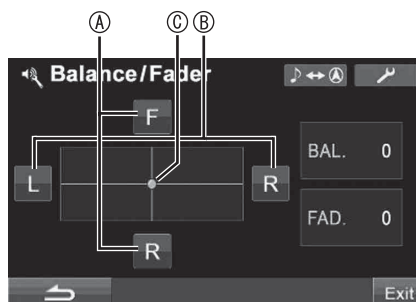 Ⓐ Ⓒ Ⓑ
Balance/Fader
♪↔Ⓐ
F
L
R
R
BAL. 0
FAD. 0
Exit